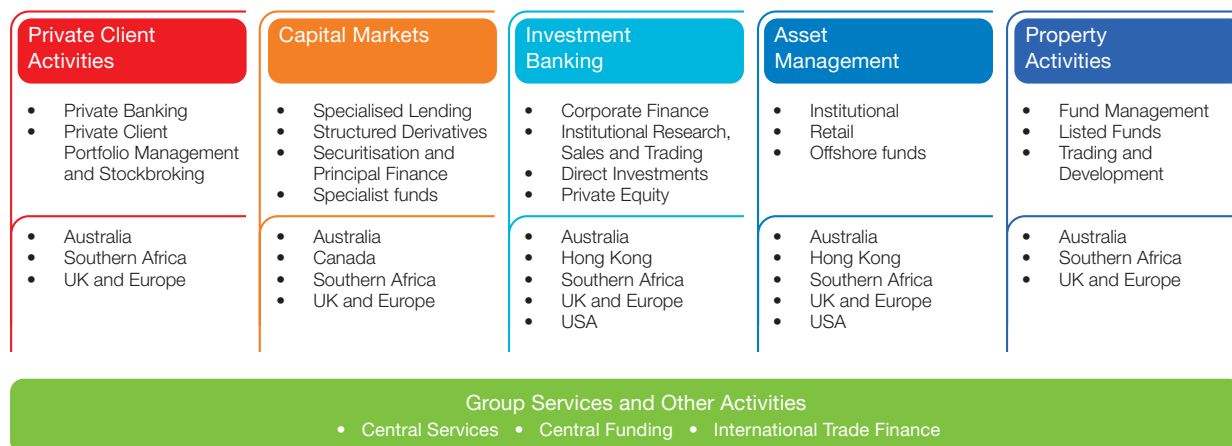 Private Client
Activities
• Private Banking
• Private Client
Portfolio Management
and Stockbroking
• Australia
• Southern Africa
• UK and Europe
Capital Markets
• Specialised Lending
• Structured Derivatives
• Securitisation and
Principal Finance
• Specialist funds
• Australia
• Canada
• Southern Africa
• UK and Europe
Investment
Banking
• Corporate Finance
• Institutional Research,
Sales and Trading
• Direct Investments
• Private Equity
• Australia
• Hong Kong
• Southern Africa
• UK and Europe
• USA
Asset
Management
• Institutional
• Retail
• Offshore funds
• Australia
• Hong Kong
• Southern Africa
• UK and Europe
• USA
Property
Activities
• Fund Management
• Listed Funds
• Trading and
Development
• Australia
• Southern Africa
• UK and Europe
Group Services and Other Activities
• Central Services • Central Funding • International Trade Finance